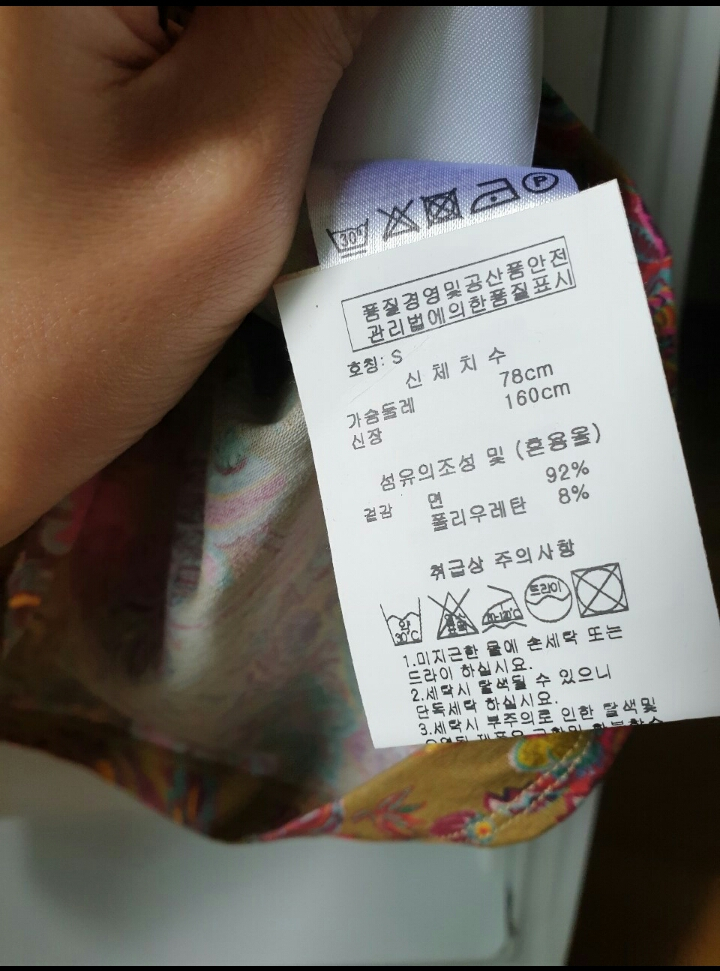 30°
P
품질경영및공산품안전
관리법에의한품질표시
호칭: S
신 체 치 수
가슴둘레 78cm
신장 160cm
섬유의조성 및 (혼용율)
겉감 면 92%
폴리우레탄 8%
취급상 주의사항
약 30°C 드라이
1.미지근한 물에 손세탁 또는
드라이 하십시요.
2.세탁시 탈색될 수 있으니
단독세탁 하십시요.
3.세탁시 부주의로 인한 탈색및